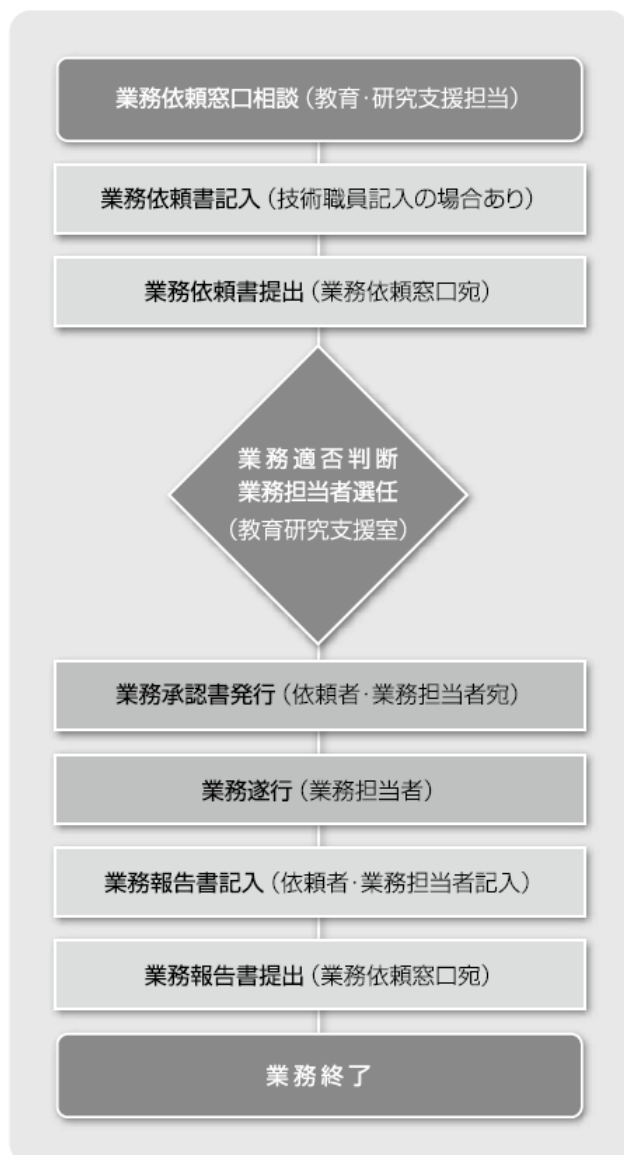 業務依頼窓口相談（教育・研究支援担当）
業務依頼書記入（技術職員記入の場合あり）
業務依頼書提出（業務依頼窓口宛）
業務適否判断
業務担当者選任
（教育研究支援室）
業務承認書発行（依頼者・業務担当者宛）
業務遂行（業務担当者）
業務報告書記入（依頼者・業務担当者記入）
業務報告書提出（業務依頼窓口宛）
業務終了